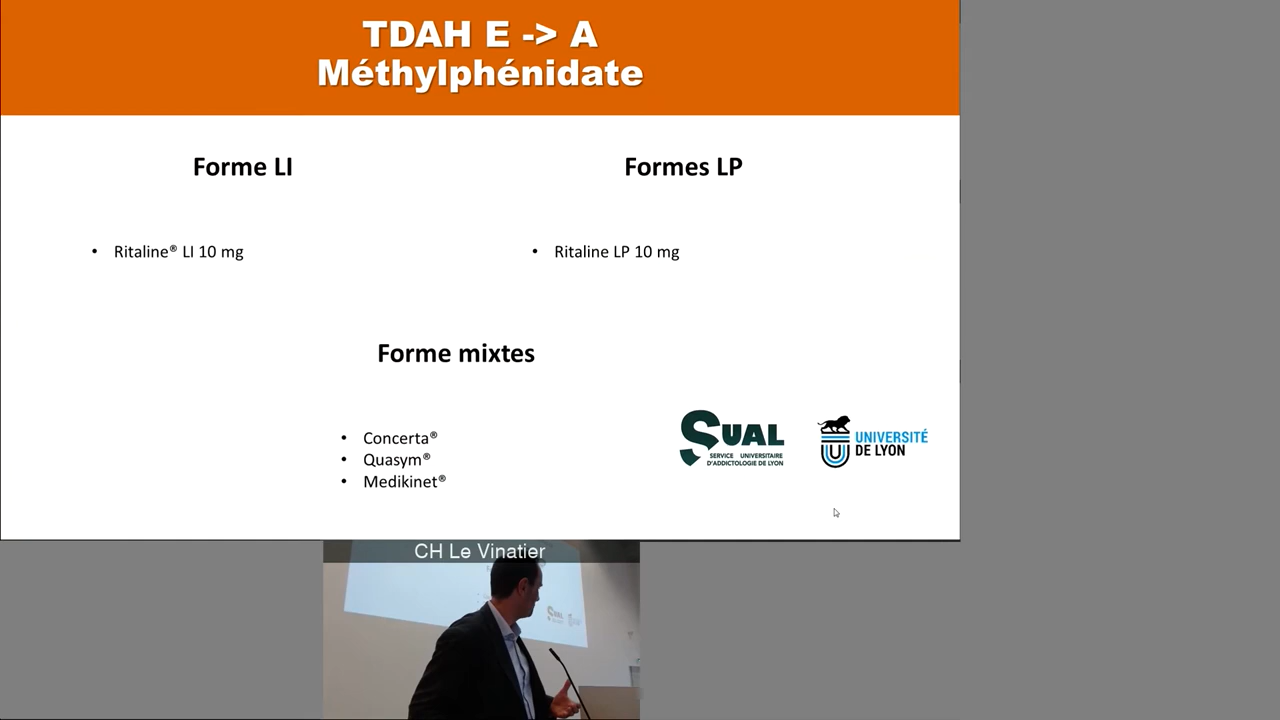 TDAH E -> A
Méthylphénidate
Forme LI
Formes LP
• Ritaline® LI 10 mg
• Ritaline LP 10 mg
Forme mixtes
• Concerta®
• Quasym®
• Medikinet®
SUAL
SERVICE UNIVERSITAIRE
D'ADDICTOLOGIE DE LYON
UNIVERSITÉ
DE LYON
CH Le Vinatier
SUAL